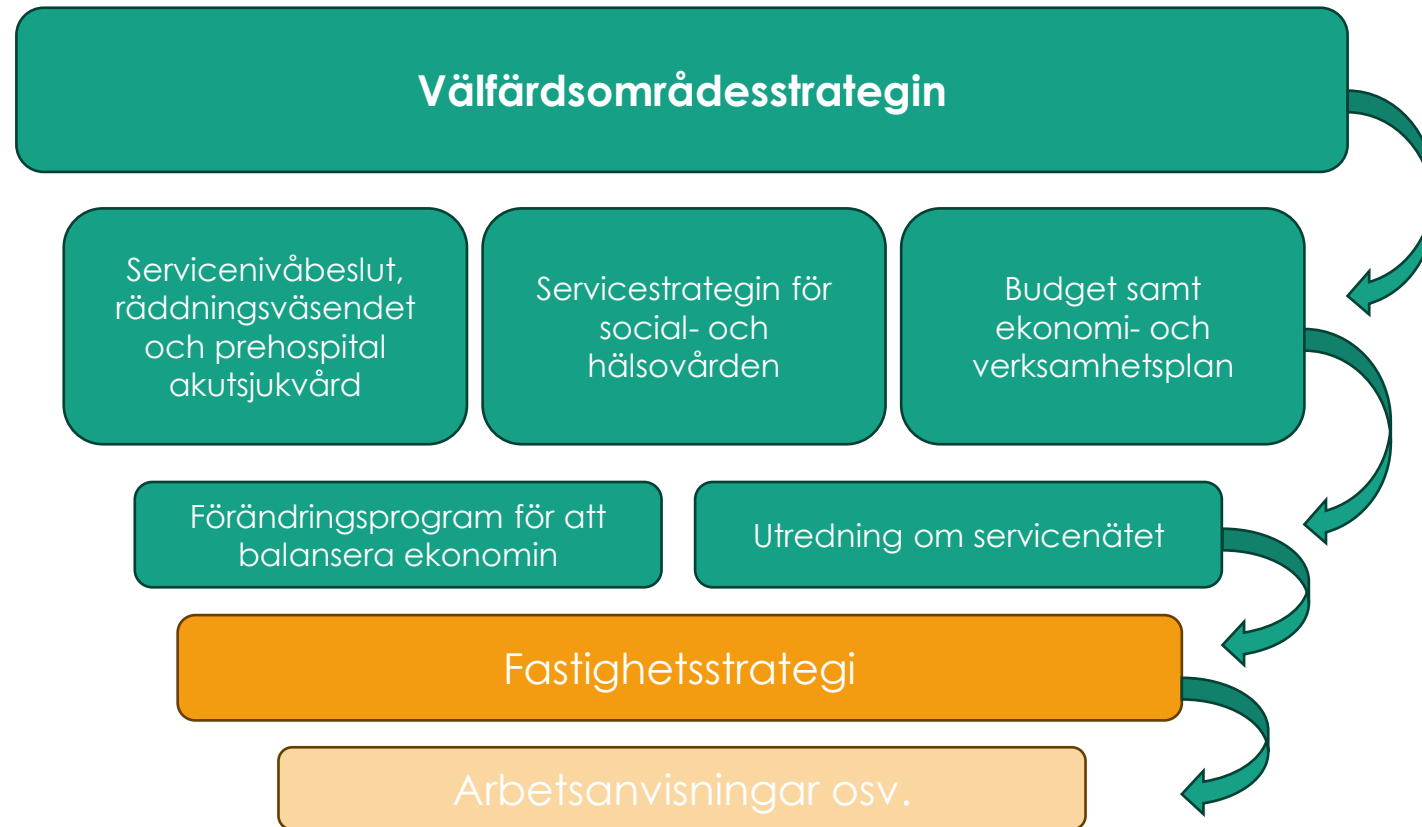 Välfärdsområdesstrategin
Servicenivåbeslut,
räddningsväsendet
och prehospital
akutsjukvård
Servicestrategin för
social- och
hälsovården
Budget samt
ekonomi- och
verksamhetsplan
Förändringsprogram för att
balansera ekonomin
Utredning om servicenätet
Fastighetsstrategi
Arbetsanvisningar osv.